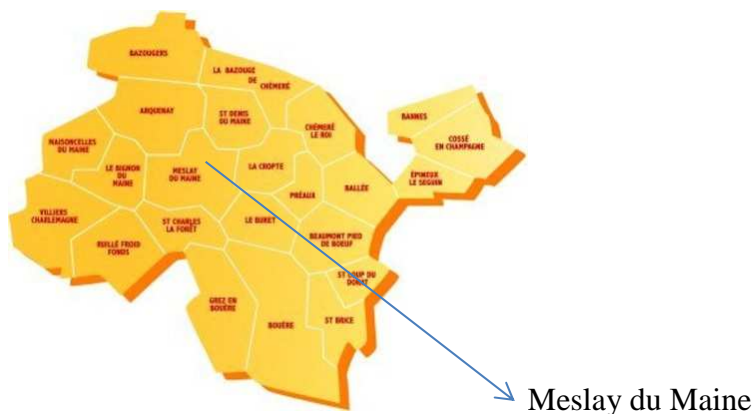 BAZOUGERS
LA BAZOUGE
DE
CHÉMERÉ
ARQUENAY
ST DENIS
DU MAINE
CHÉMERÉ
LE ROI
BANNES
COSSÉ
EN CHAMPAGNE
MAISONCELLES
DU MAINE
LE BIGNON
DU
MAINE
MESLAY
DU MAINE
LA CROPTE
PRÉAUX
BALLÉE
ÉPINEUX
LE SEGUIN
VILLIERS
CHARLEMAGNE
RUILLÉ FROID
FONDS
ST CHARLES
LA FORÊT
LE BURET
BEAUMONT PIED
DE BOEUF
ST LOUP DU
DORAT
GREZ EN
BOUÈRE
BOUÈRE
ST BRICE
Meslay du Maine